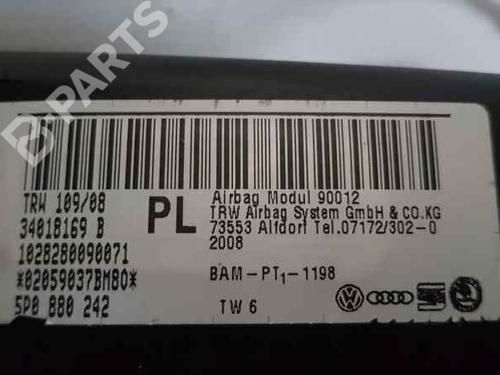 B-PARTS
TRW 109/08
34018169 B
1028280090071
*02059037BM80*
5P0 880 242
PL
Airbag Modul 90012
TRW Airbag System GmbH & CO.KG
73553 Alfdorf Tel.07172/302-0
2008
BAM-PT1-1198
TW 6